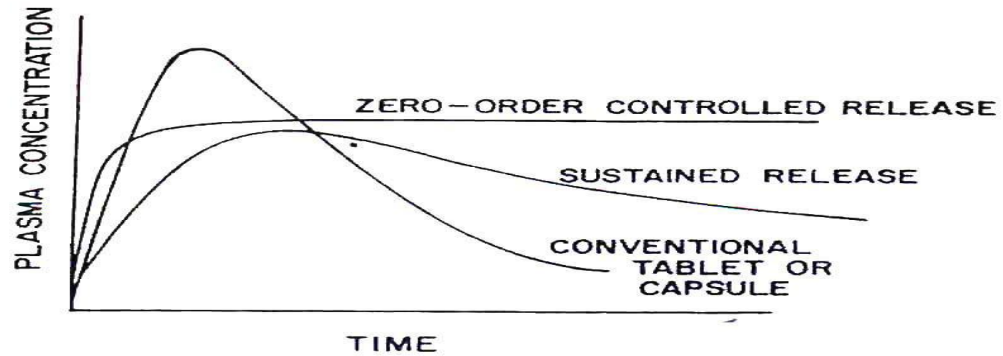 PLASMA CONCENTRATION
ZERO-ORDER CONTROLLED RELEASE
SUSTAINED RELEASE
CONVENTIONAL
TABLET OR
CAPSULE
TIME